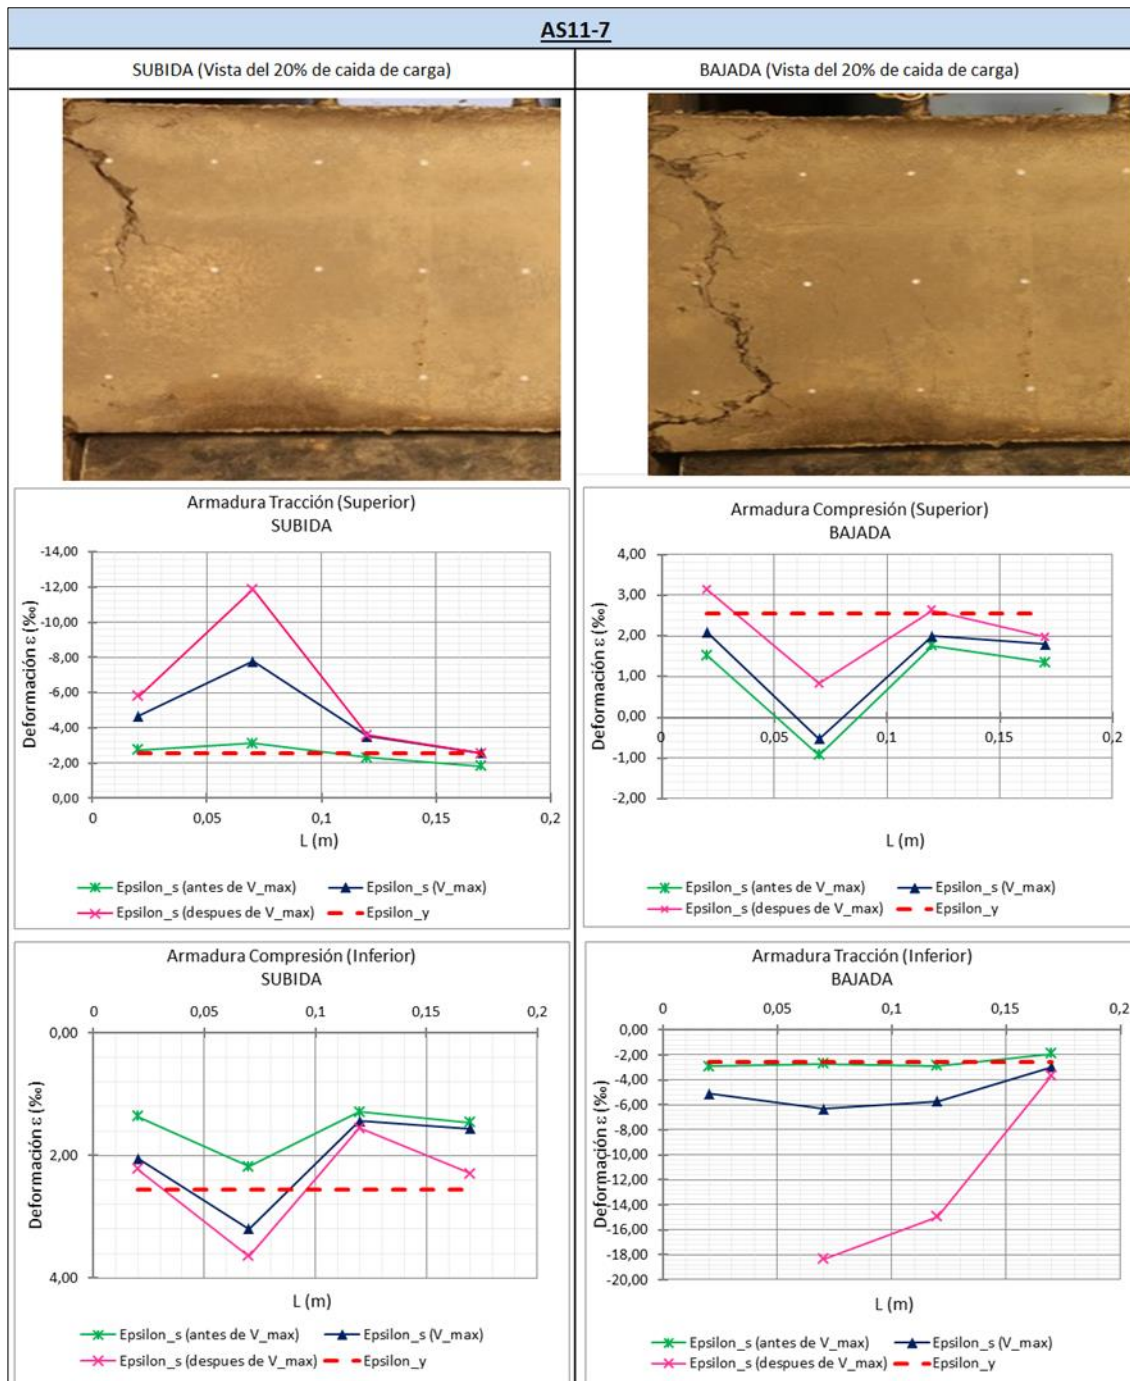 AS11-7
SUBIDA (Vista del 20% de caida de carga)
BAJADA (Vista del 20% de caida de carga)
Armadura Tracción (Superior)
SUBIDA
-14,00
-12,00
-10,00
-8,00
-6,00
-4,00
-2,00
0,00
Deformación ε (‰)
0 0,05 0,1 0,15 0,2
L (m)
Epsilon_s (antes de V_max) Epsilon_s (V_max)
Epsilon_s (despues de V_max) Epsilon_y
Armadura Compresión (Superior)
BAJADA
4,00
3,00
2,00
1,00
0,00
-1,00
-2,00
Deformación ε (‰)
0 0,05 0,1 0,15 0,2
L (m)
Epsilon_s (antes de V_max) Epsilon_s (V_max)
Epsilon_s (despues de V_max) Epsilon_y
Armadura Compresión (Inferior)
SUBIDA
0 0,05 0,1 0,15 0,2
0,00
2,00
4,00
Deformación ε (‰)
L (m)
Epsilon_s (antes de V_max) Epsilon_s (V_max)
Epsilon_s (despues de V_max) Epsilon_y
Armadura Tracción (Inferior)
BAJADA
0 0,05 0,1 0,15 0,2
0,00
-2,00
-4,00
-6,00
-8,00
-10,00
-12,00
-14,00
-16,00
-18,00
-20,00
Deformación ε (‰)
L (m)
Epsilon_s (antes de V_max) Epsilon_s (V_max)
Epsilon_s (despues de V_max) Epsilon_y